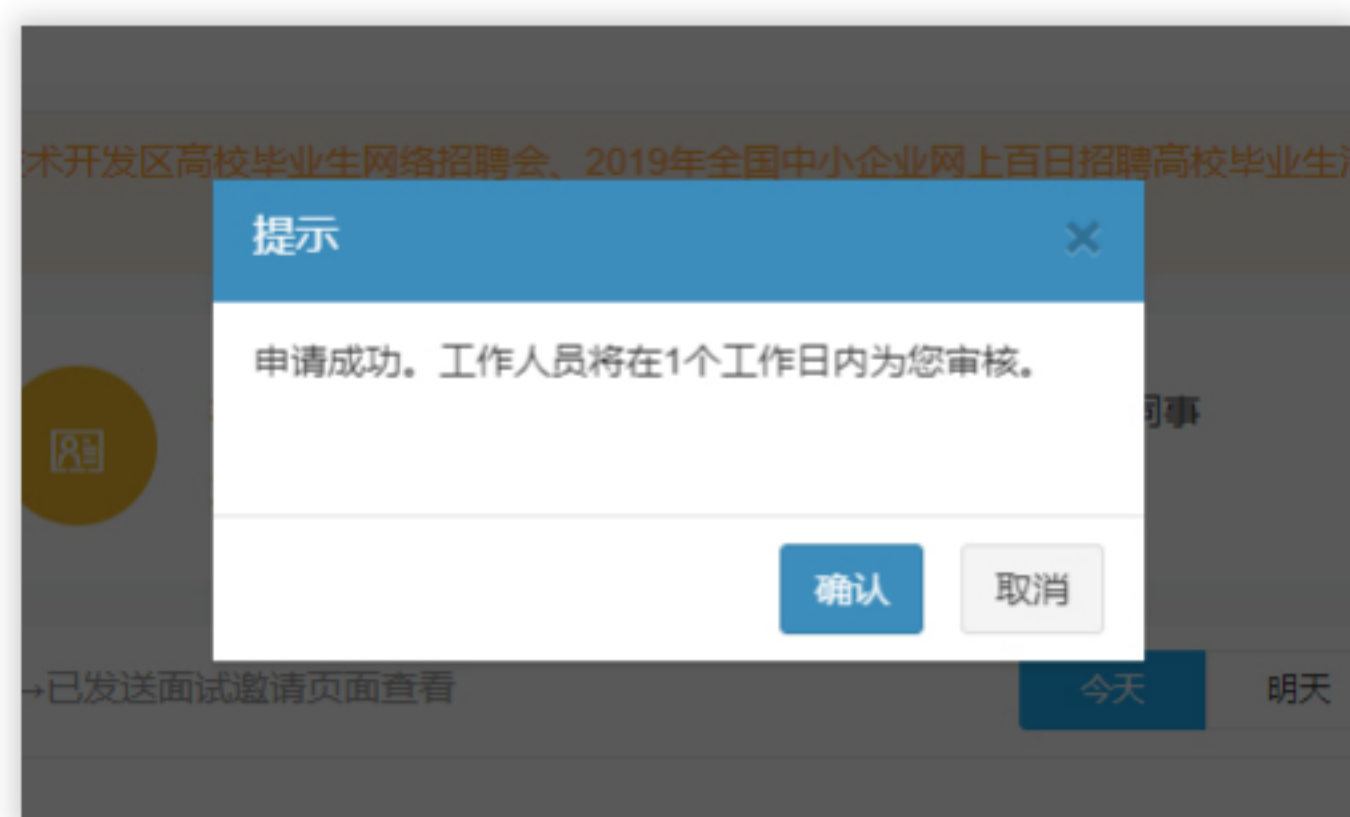 术开发区高校毕业生网络招聘会、2019年全国中小企业网上百日招聘高校毕业生
提示
申请成功。工作人员将在1个工作日内为您审核。
同事
确认
取消
→已发送面试邀请页面查看
今天
明天